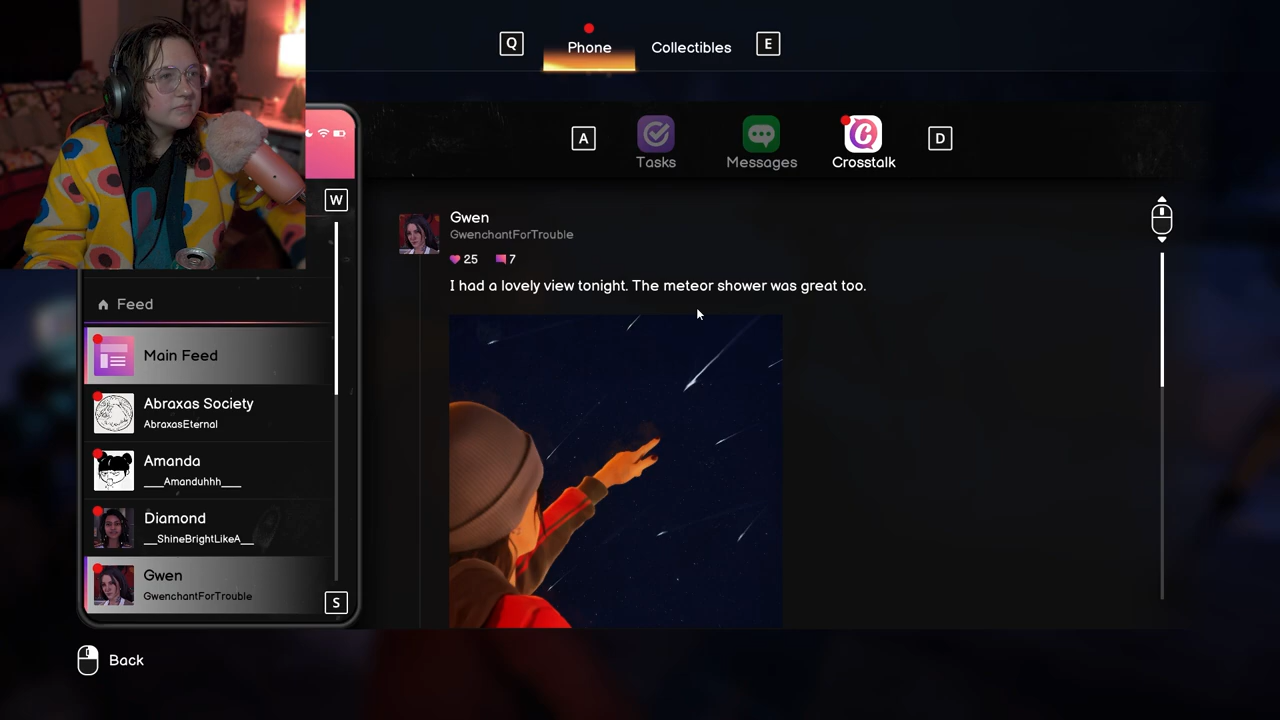 Q
Phone
Collectibles
E
A
Tasks
Messages
Crosstalk
D
W
Gwen
GwenchantForTrouble
25
7
I had a lovely view tonight. The meteor shower was great too.
Feed
Main Feed
Abraxas Society
AbraxasEternal
Amanda
___Amanduhhh___
Diamond
__ShineBrightLikeA__
Gwen
GwenchantForTrouble
S
Back